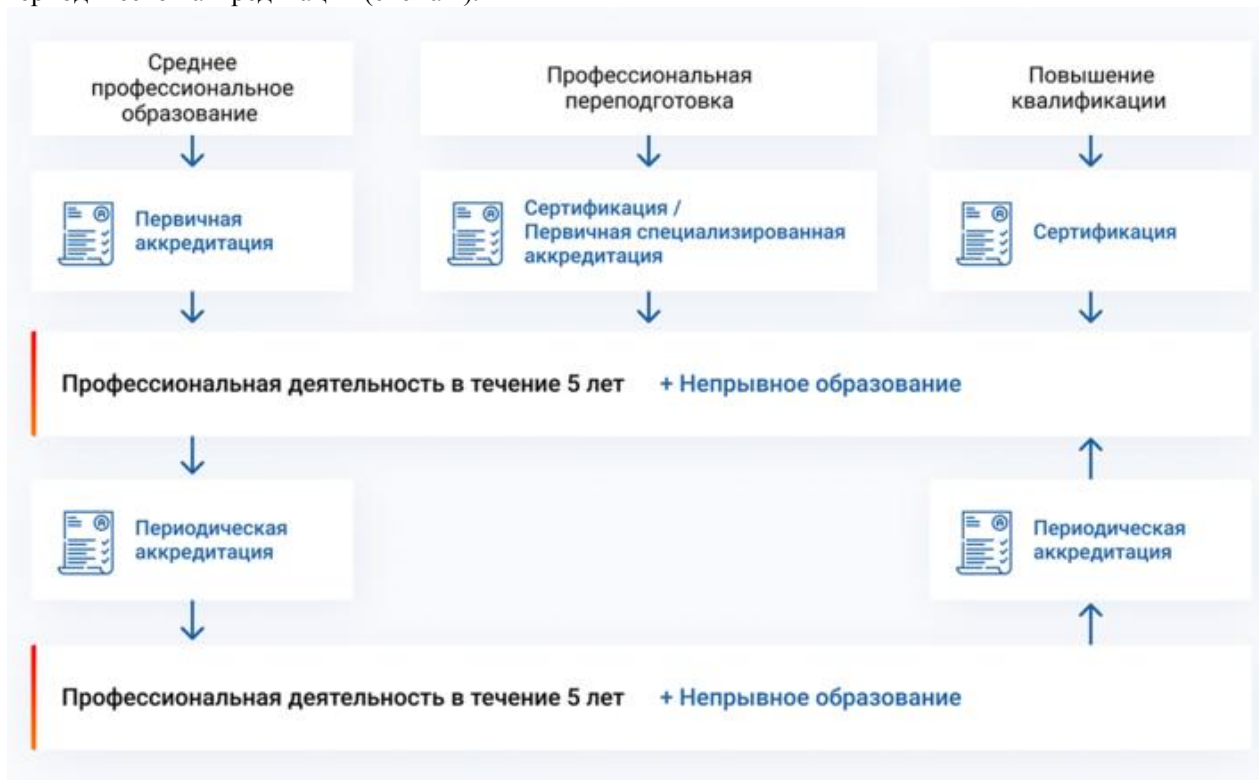 Среднее
профессиональное
образование
Профессиональная
переподготовка
Повышение
квалификации
Первичная
аккредитация
Сертификация /
Первичная специализированная
аккредитация
Сертификация
Профессиональная деятельность в течение 5 лет + Непрывное образование
Периодическая
аккредитация
Периодическая
аккредитация
Профессиональная деятельность в течение 5 лет + Непрывное образование